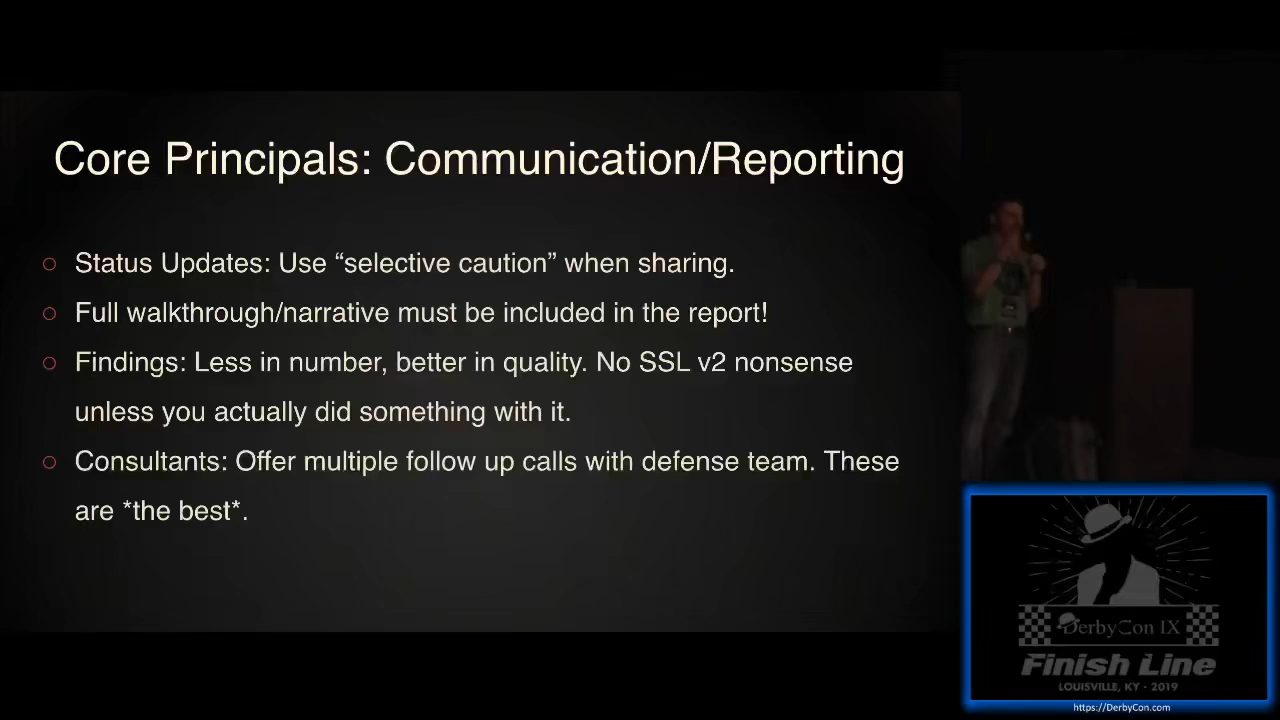 Core Principals: Communication/Reporting
Status Updates: Use “selective caution” when sharing.
Full walkthrough/narrative must be included in the report!
Findings: Less in number, better in quality. No SSL v2 nonsense
unless you actually did something with it.
Consultants: Offer multiple follow up calls with defense team. These
are *the best*.
DerbyCon IX
Finish Line
LOUISVILLE, KY - 2019
https://DerbyCon.com